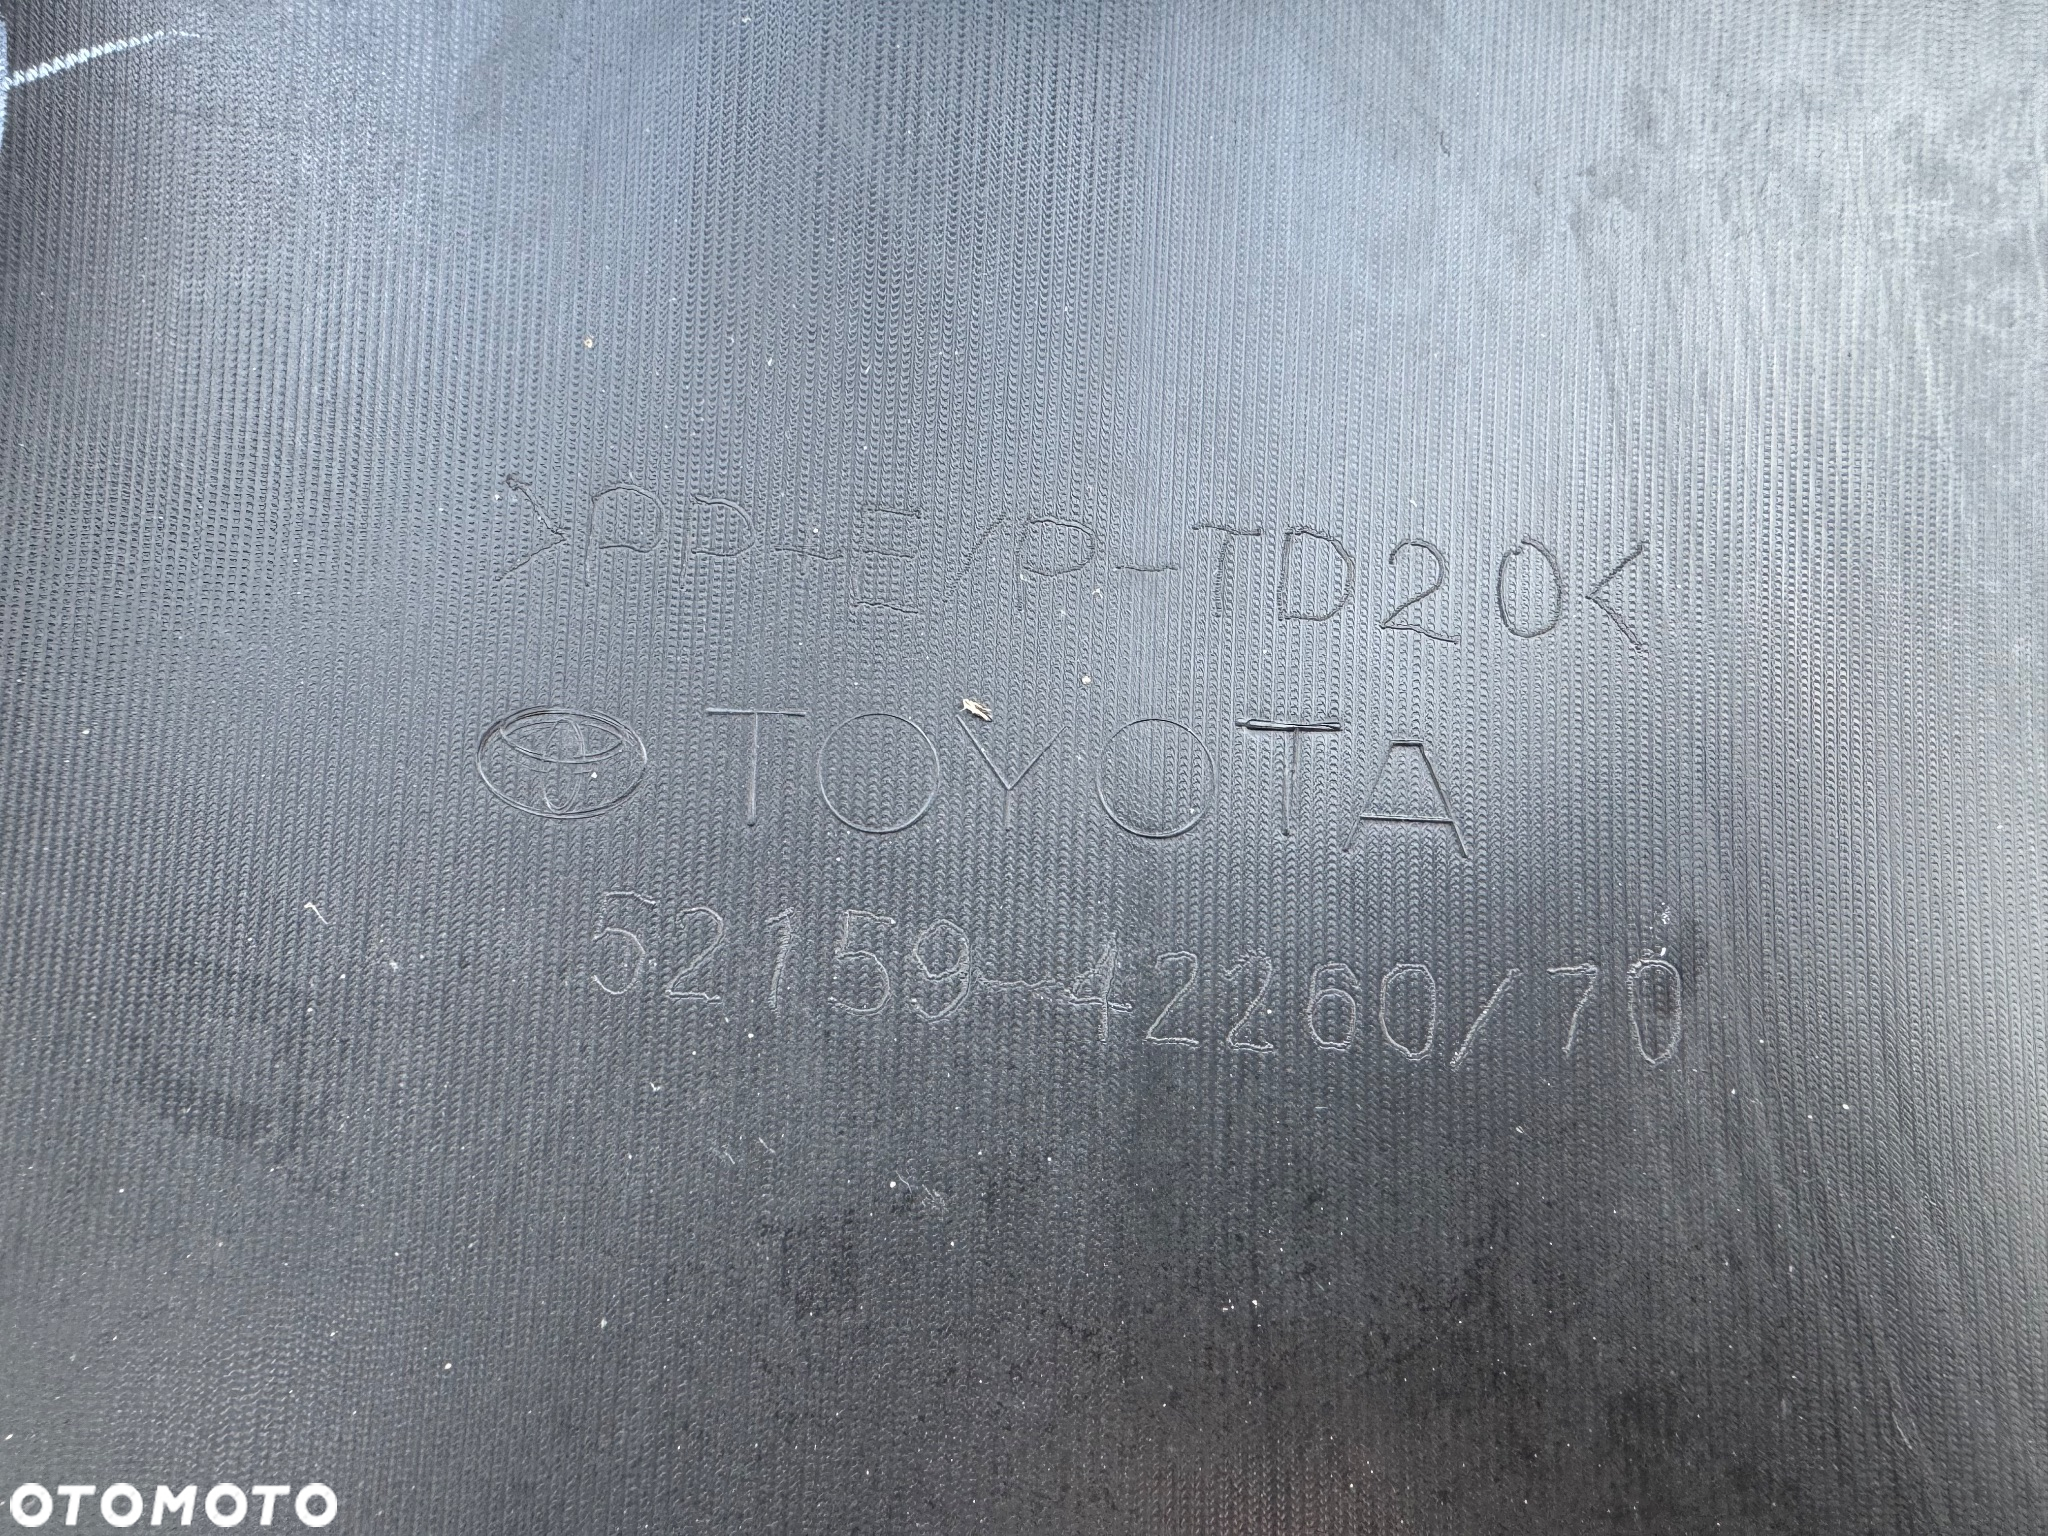 >PP+E/P-TD20<
TOYOTA
52159-42260/70
OTOMOTO